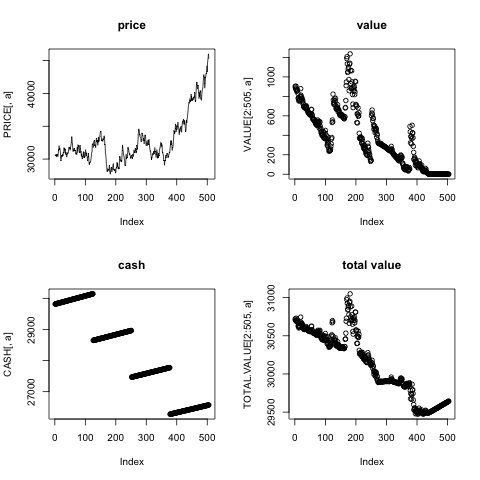 price
PRICE[, a]
30000 40000
0 100 200 300 400 500
Index
value
VALUE[2:505, a]
0 200 600 1000
0 100 200 300 400 500
Index
cash
CASH[, a]
27000 29000
0 100 200 300 400 500
Index
total value
TOTAL.VALUE[2:505, a]
29500 30000 30500 31000
0 100 200 300 400 500
Index